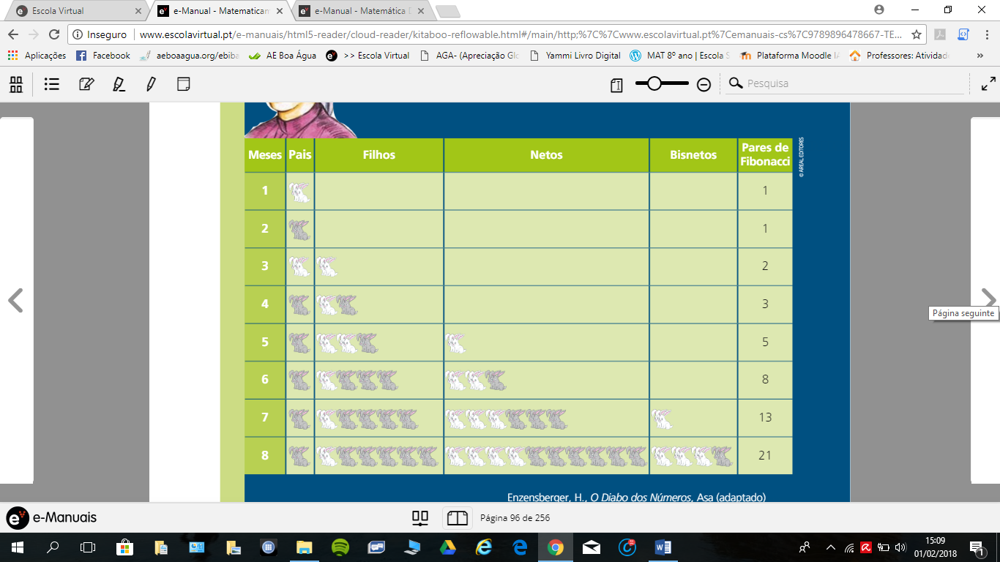 Escola Virtual
e-Manual - Matematicam
e-Manual - Matemática D
Inseguro
www.escolavirtual.pt/e-manuais/html5-reader/cloud-reader/kitaboo-reflowable.html#/main/http;%7C%7Cwww.escolavirtual.pt%7Cemanuais-cs%7C9789896478667-TE...
Aplicações
Facebook
aeboaagua.org/ebiba
AE Boa Água
>> Escola Virtual
AGA- (Apreciação Glo
Yammi Livro Digital
MAT 8º ano | Escola S
Plataforma Moodle IA
Professores: Atividad
»
Pesquisa
Meses Pais Filhos Netos Bisnetos Pares de Fibonacci
1 1
2 1
3 2
4 3
5 5
6 8
7 13
8 21
© AREAL EDITORES
Página seguinte
Enzensberger, H., O Diabo dos Números, Asa (adaptado)
e-Manuais
Página 96 de 256
15:09
01/02/2018
1